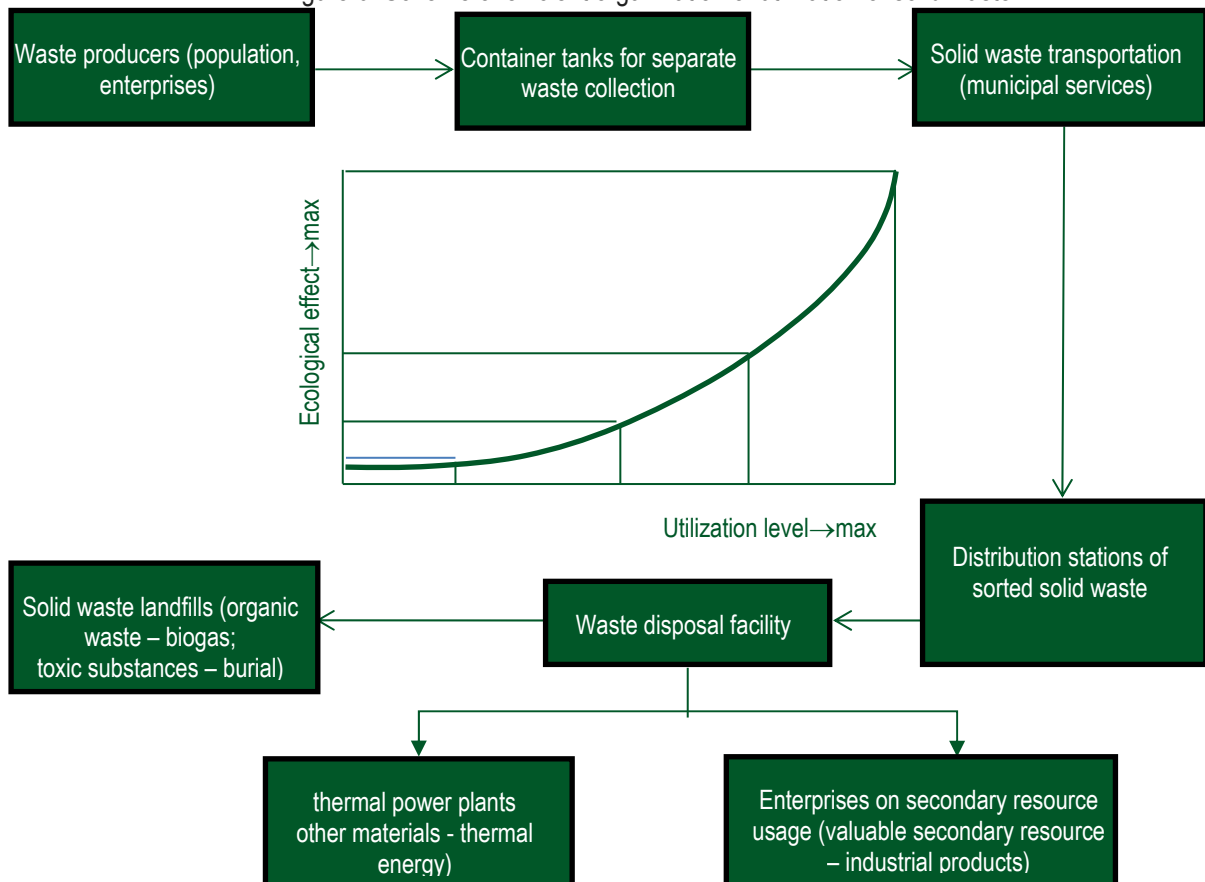 Waste producers (population,
enterprises)
Container tanks for separate
waste collection
Solid waste transportation
(municipal services)
Ecological effect→max
Utilization level→max
Distribution stations of
sorted solid waste
Waste disposal facility
Solid waste landfills (organic
waste – biogas;
toxic substances – burial)
thermal power plants
other materials - thermal
energy)
Enterprises on secondary resource
usage (valuable secondary resource
– industrial products)